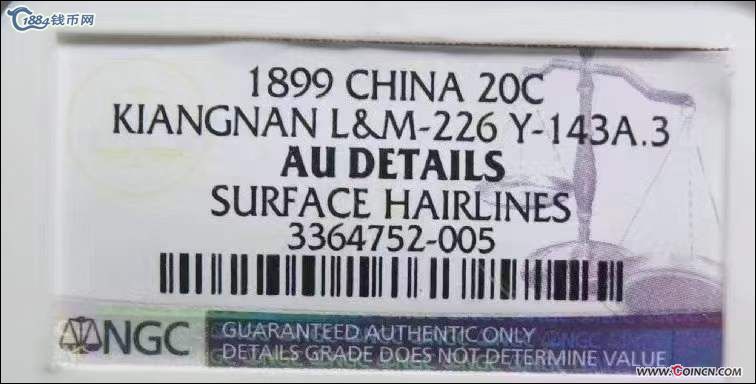 1884钱币网
1899 CHINA 20C
KIANGNAN L&M-226 Y-143A.3
AU DETAILS
SURFACE HAIRLINES
3364752-005
NGC
GUARANTEED AUTHENTIC ONLY
DETAILS GRADE DOES NOT DETERMINE VALUE
WWW.COINCN.COM